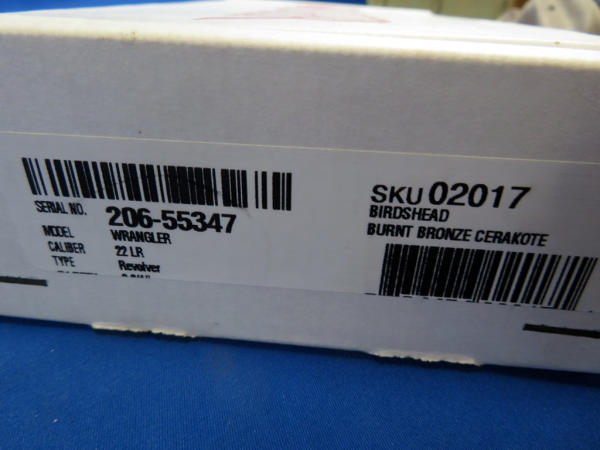 SERIAL NO. 206-55347
MODEL WRANGLER
CALIBER 22 LR
TYPE Revolver
SKU 02017
BIRDSHEAD
BURNT BRONZE CERAKOTE